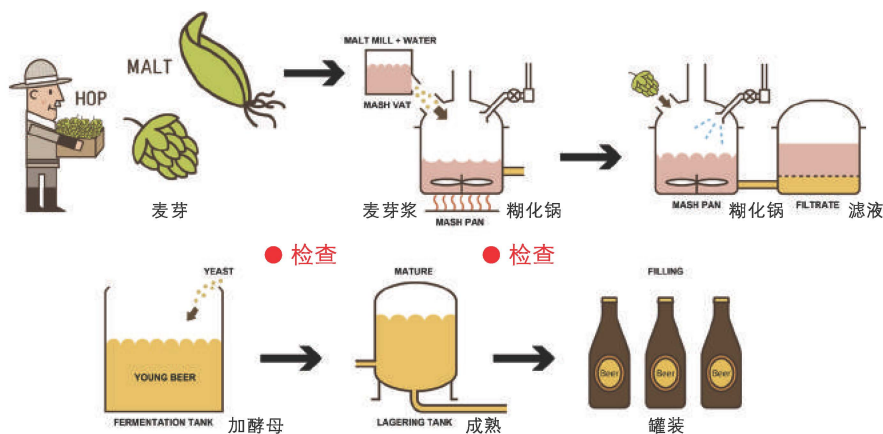 MALT
HOP
麦芽
MALT MILL + WATER
MASH VAT
麦芽浆
MASH PAN
糊化锅
MASH PAN
糊化锅
FILTRATE
滤液
检查
检查
YEAST
YOUNG BEER
FERMENTATION TANK
加酵母
MATURE
LAGERING TANK
成熟
FILLING
Beer
Beer
Beer
罐装